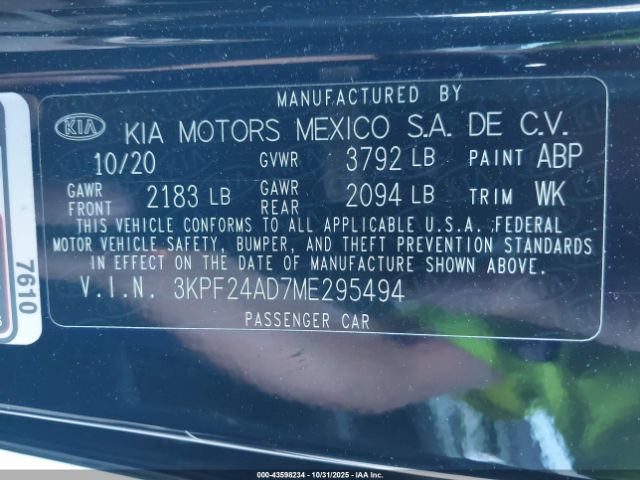 MANUFACTURED BY
KIA KIA MOTORS MEXICO S.A. DE C.V.
10/20 GVWR 3792 LB PAINT ABP
GAWR FRONT 2183 LB GAWR REAR 2094 LB TRIM WK
THIS VEHICLE CONFORMS TO ALL APPLICABLE U.S.A. FEDERAL
MOTOR VEHICLE SAFETY, BUMPER, AND THEFT PREVENTION STANDARDS
IN EFFECT ON THE DATE OF MANUFACTURE SHOWN ABOVE.
V.I.N. 3KPF24AD7ME295494
PASSENGER CAR
7610
000-43598234 - 10/31/2025 - IAA Inc.